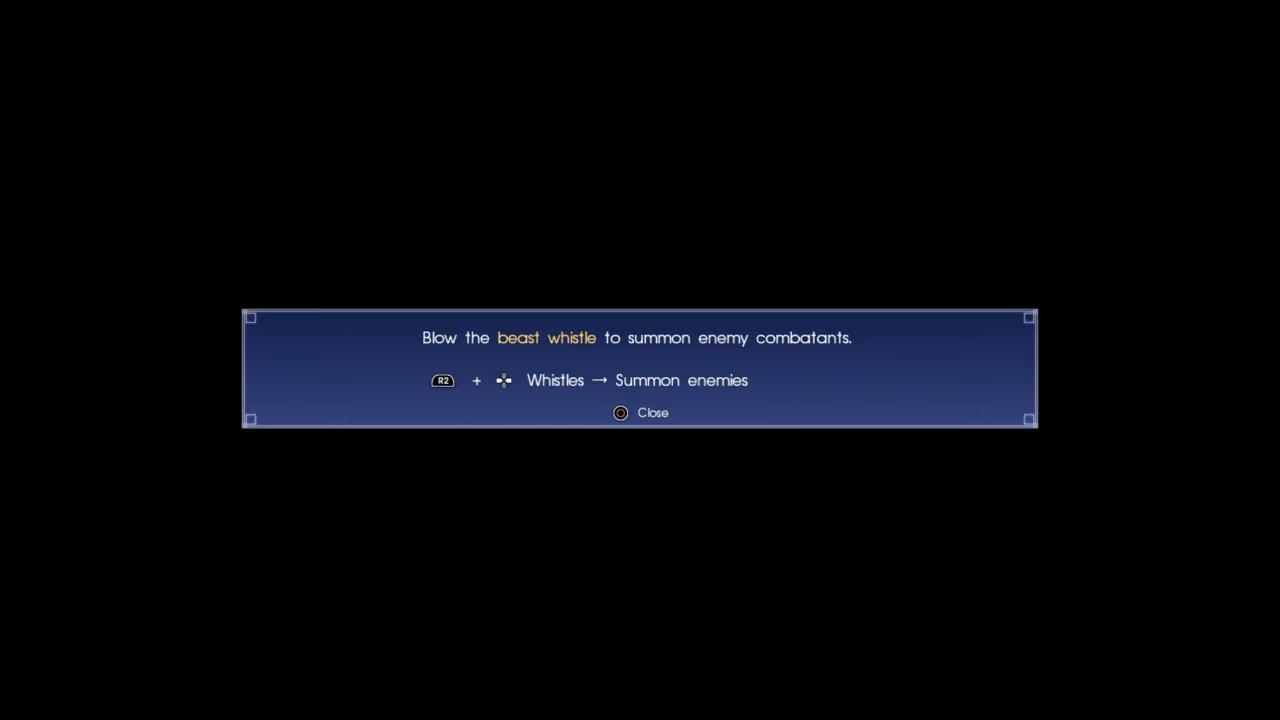 Blow the beast whistle to summon enemy combatants.
R2 + Whistles → Summon enemies
Close